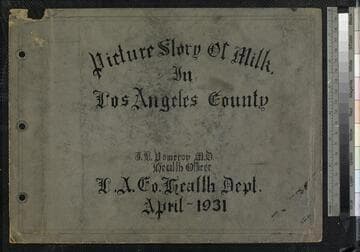 Picture Story Of Milk.
In
Los Angeles County
J. L. Pomeroy M.D.
Health Officer
L.A. Co. Health Dept.
April-1931